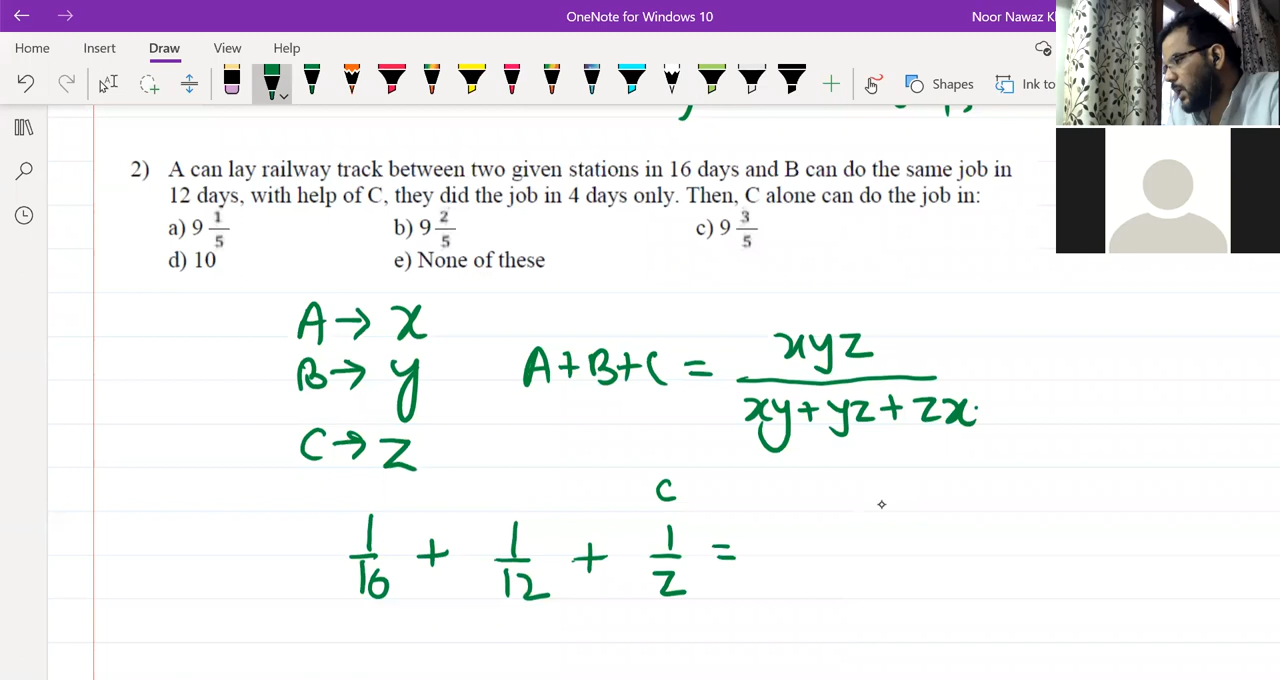 OneNote for Windows 10
Noor Nawaz K
Home Insert Draw View Help
Shapes Ink to
2) A can lay railway track between two given stations in 16 days and B can do the same job in
12 days, with help of C, they did the job in 4 days only. Then, C alone can do the job in:
a) 9 1/5 b) 9 2/5 c) 9 3/5
d) 10 e) None of these
A → x
B → y
C → z
A+B+C = xyz / xy+yz+zx
C
1/16 + 1/12 + 1/z =